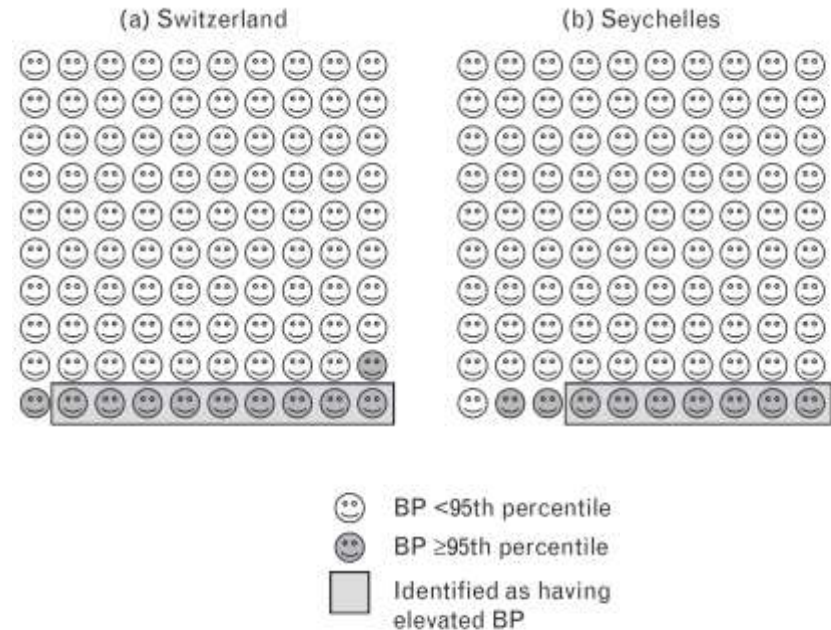 (a) Switzerland
(b) Seychelles
BP <95th percentile
BP ≥95th percentile
Identified as having
elevated BP